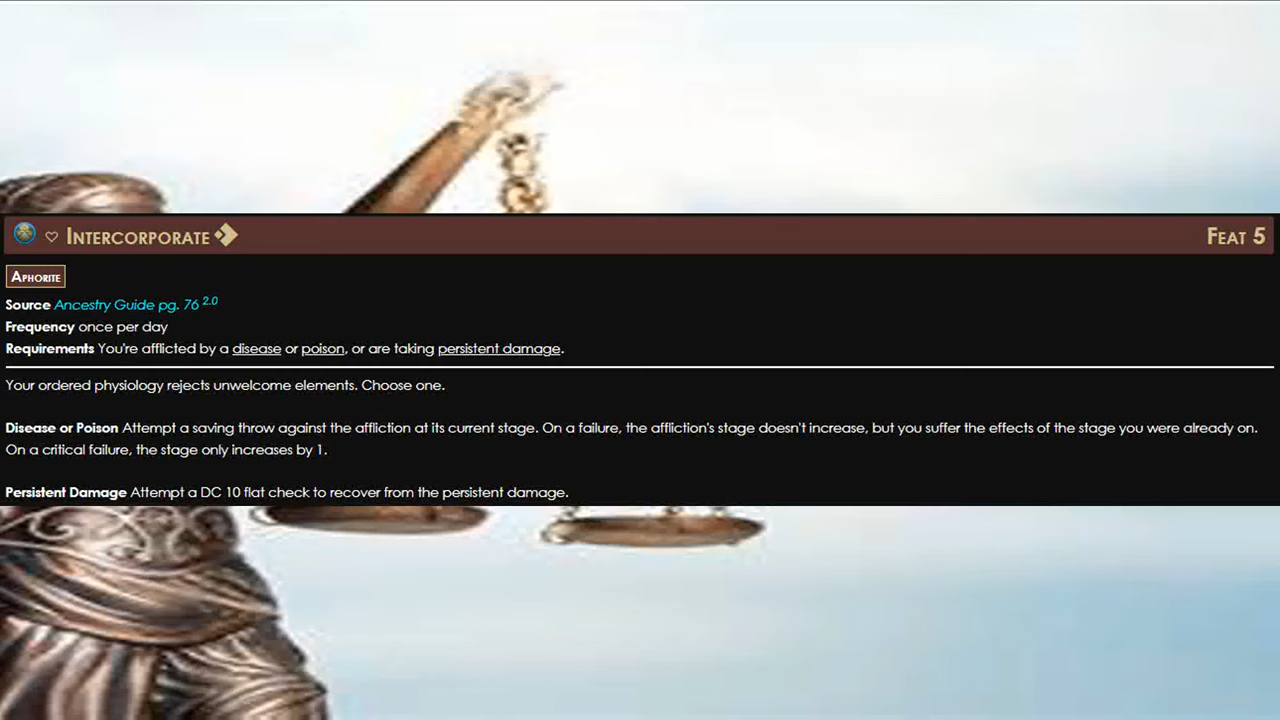 Intercorporate
Feat 5
Aphorite
Source Ancestry Guide pg. 76 2.0
Frequency once per day
Requirements You're afflicted by a disease or poison, or are taking persistent damage.
Your ordered physiology rejects unwelcome elements. Choose one.
Disease or Poison Attempt a saving throw against the affliction at its current stage. On a failure, the affliction's stage doesn't increase, but you suffer the effects of the stage you were already on.
On a critical failure, the stage only increases by 1.
Persistent Damage Attempt a DC 10 flat check to recover from the persistent damage.